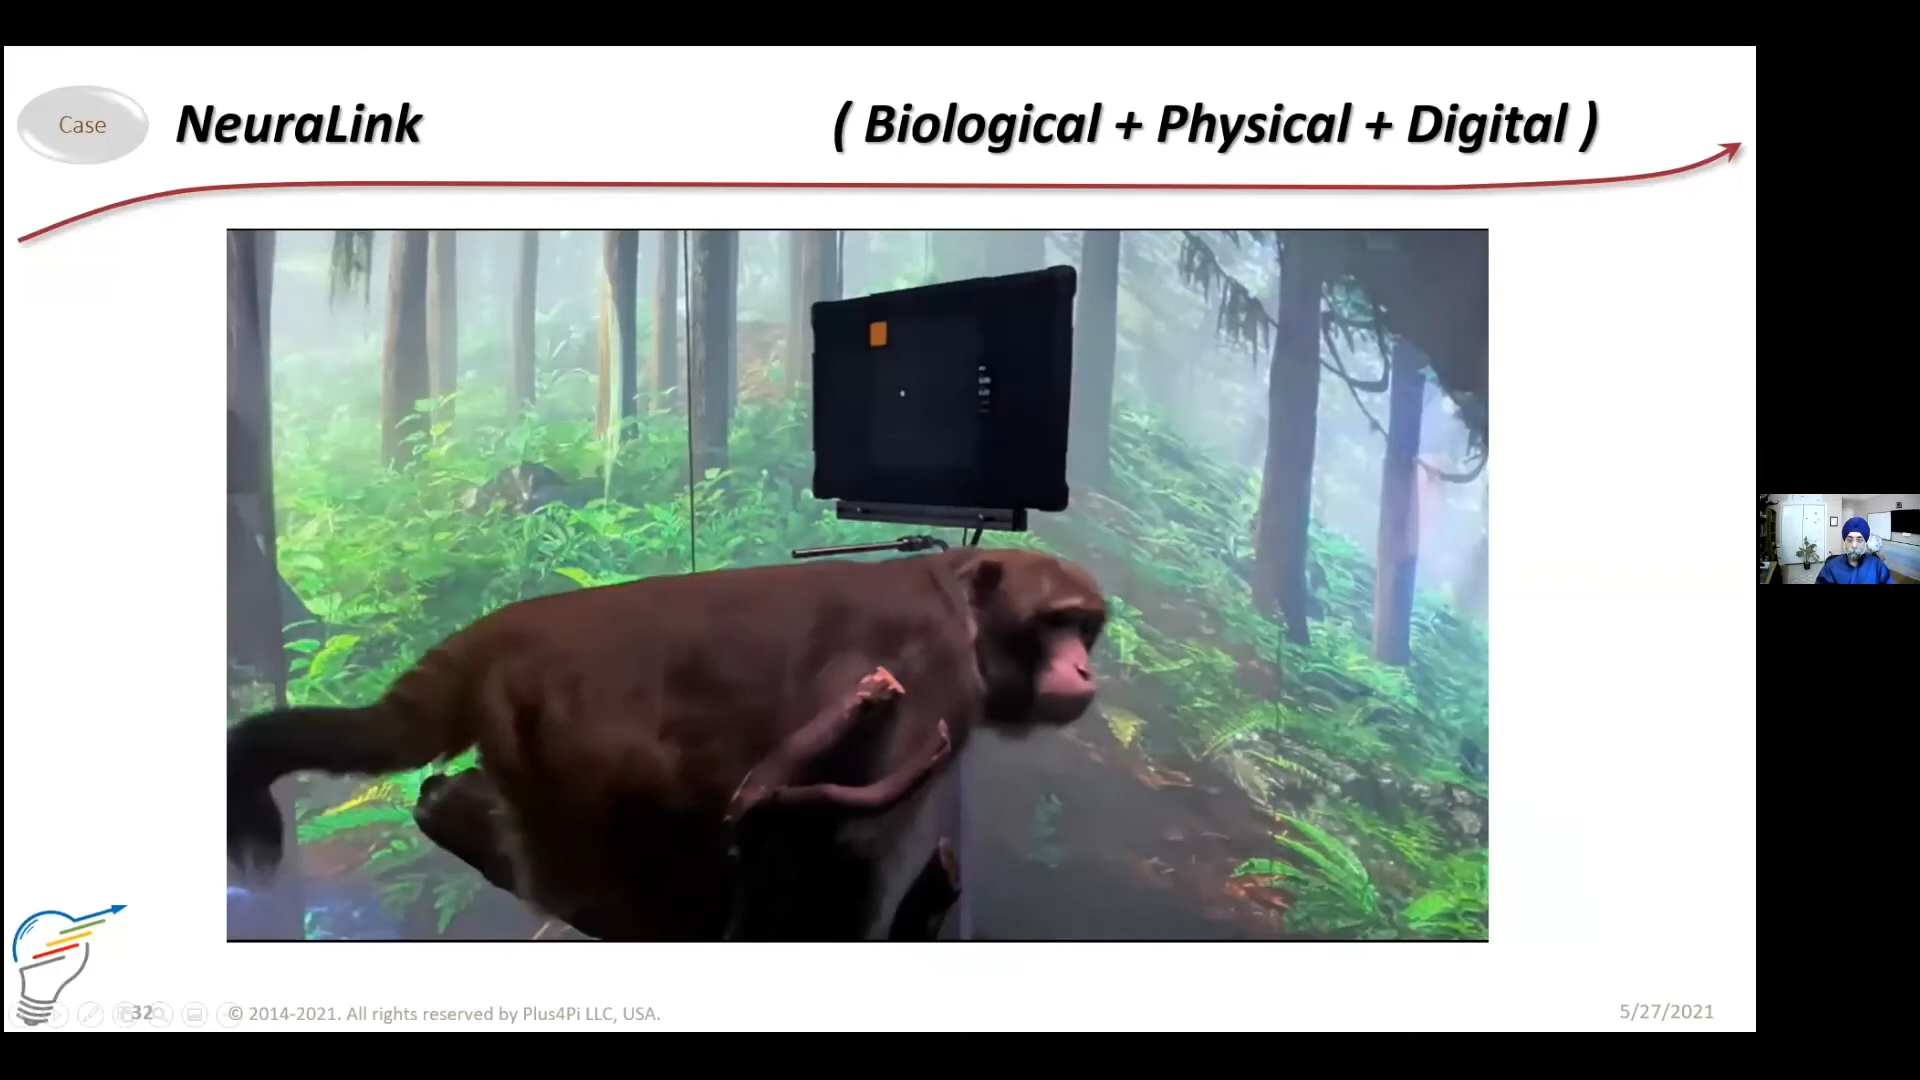 Case
NeuraLink
( Biological + Physical + Digital )
32
© 2014-2021. All rights reserved by Plus4Pi LLC, USA.
5/27/2021